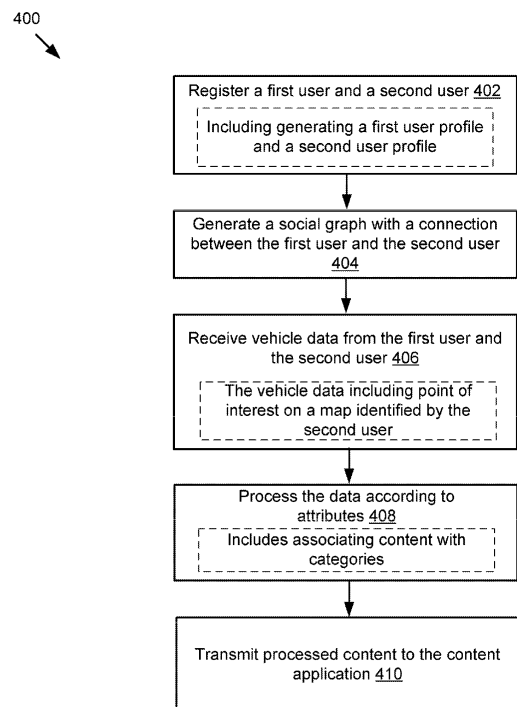 400
Register a first user and a second user 402
Including generating a first user profile
and a second user profile
Generate a social graph with a connection
between the first user and the second user
404
Receive vehicle data from the first user and
the second user 406
The vehicle data including point of
interest on a map identified by the
second user
Process the data according to
attributes 408
Includes associating content with
categories
Transmit processed content to the content
application 410